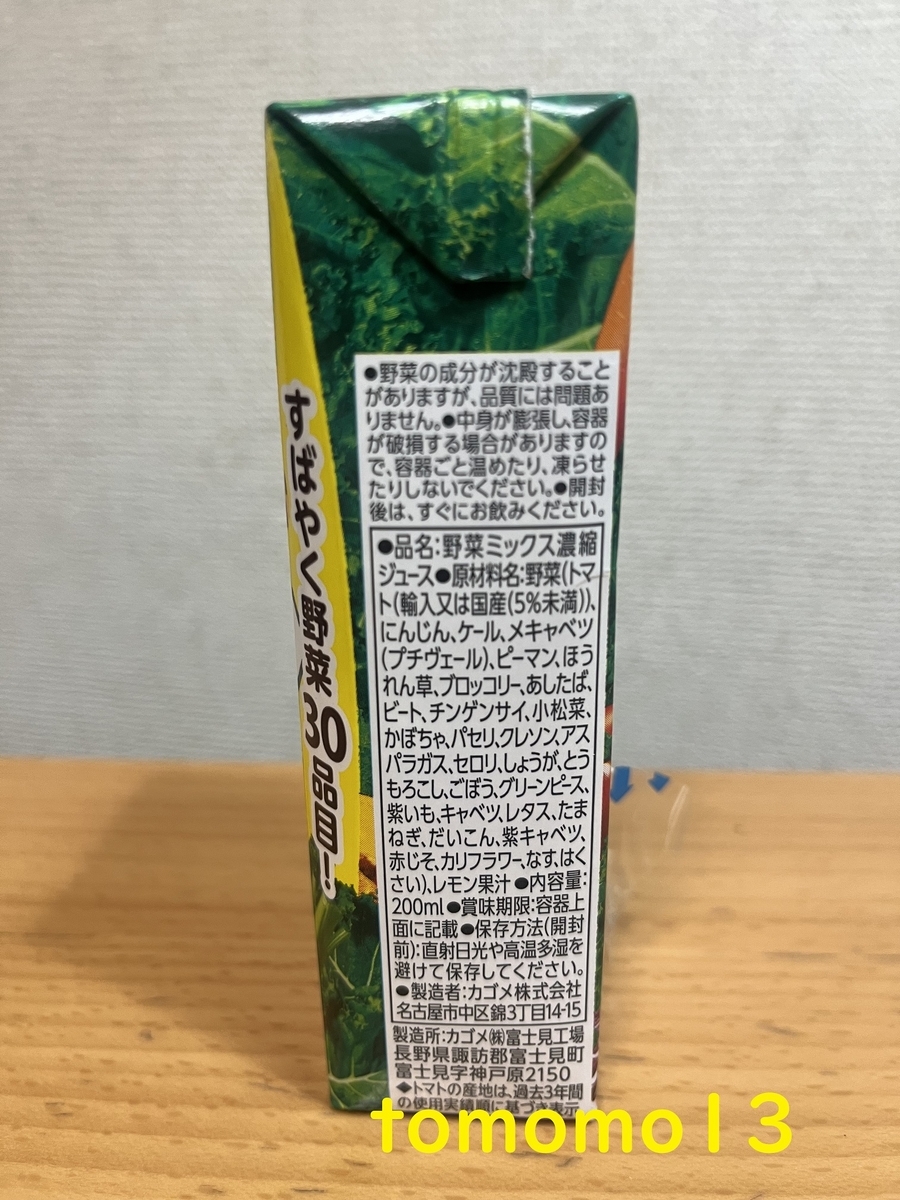 すばやく野菜30品目!
●野菜の成分が沈殿すること
がありますが、品質には問題あ
りません。●中身が膨張し、容器
が破損する場合がありますの
で、容器ごと温めたり、凍らせ
たりしないでください。●開封
後は、すぐにお飲みください。
●品名:野菜ミックス濃縮
ジュース●原材料名:野菜(トマ
ト(輸入又は国産(5%未満))、
にんじん、ケール、メキャベツ
(プチヴェール)、ピーマン、ほう
れん草、ブロッコリー、あしたば、
ビート、チンゲンサイ、小松菜、
かぼちゃ、パセリ、クレソン、アス
パラガス、セロリ、しょうが、とう
もろこし、ごぼう、グリーンピース、
紫いも、キャベツ、レタス、たま
ねぎ、だいこん、紫キャベツ、
赤じそ、カリフラワー、なす、はく
さい)、レモン果汁 ●内容量:
200ml●賞味期限:容器上
面に記載●保存方法(開封
前):直射日光や高温多湿を
避けて保存してください。
●製造者:カゴメ株式会社
名古屋市中区錦3丁目14-15
製造所:カゴメ㈱富士見工場
長野県諏訪郡富士見町
富士見字神戸原2150
◆トマトの産地は、過去3年間
の使用実績順に基づき表示
tomomo13